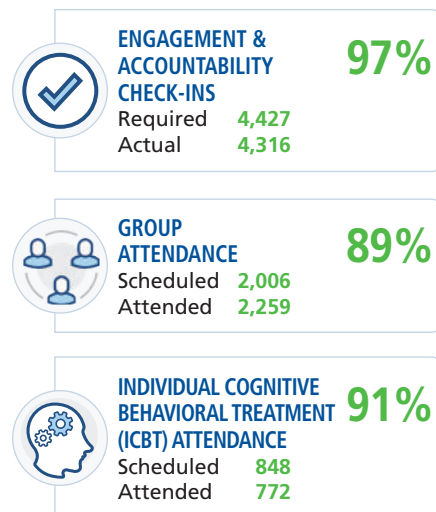 ENGAGEMENT &
ACCOUNTABILITY
CHECK-INS
97%
Required 4,427
Actual 4,316
GROUP
ATTENDANCE
89%
Scheduled 2,006
Attended 2,259
INDIVIDUAL COGNITIVE
BEHAVIORAL TREATMENT
(ICBT) ATTENDANCE
91%
Scheduled 848
Attended 772